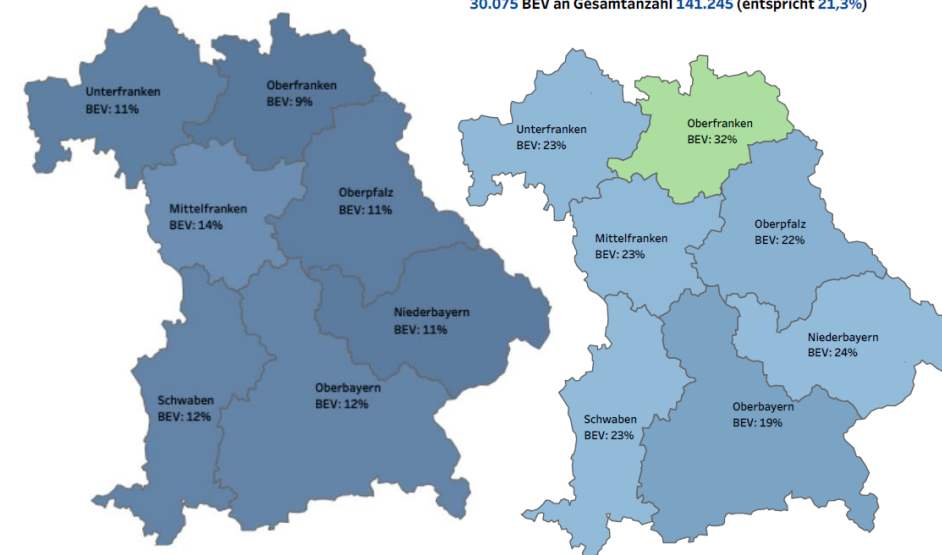 30.075 BEV an Gesamtanzahl 141.245 (entspricht 21,3%)
Unterfranken
BEV: 11%
Oberfranken
BEV: 9%
Mittelfranken
BEV: 14%
Oberpfalz
BEV: 11%
Niederbayern
BEV: 11%
Schwaben
BEV: 12%
Oberbayern
BEV: 12%
Unterfranken
BEV: 23%
Oberfranken
BEV: 32%
Mittelfranken
BEV: 23%
Oberpfalz
BEV: 22%
Niederbayern
BEV: 24%
Schwaben
BEV: 23%
Oberbayern
BEV: 19%